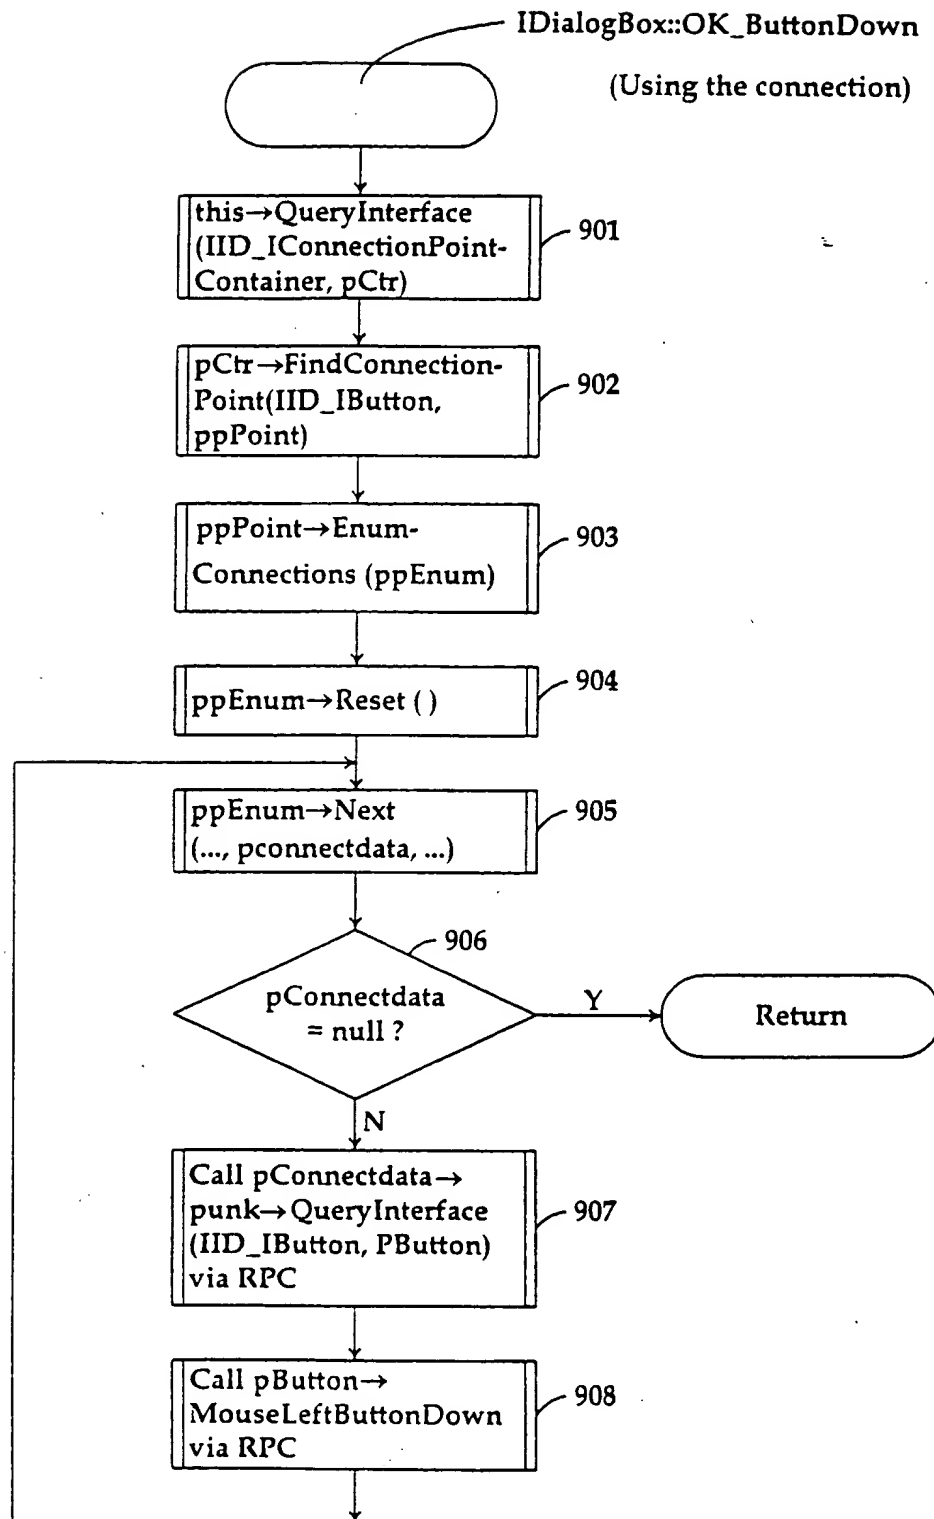 IDialogBox::OK_ButtonDown
(Using the connection)
this→QueryInterface
(IID_IConnectionPoint-
Container, pCtr)
901
pCtr→FindConnection-
Point(IID_IButton,
ppPoint)
902
ppPoint→Enum-
Connections (ppEnum)
903
ppEnum→Reset ( )
904
ppEnum→Next
(..., pconnectdata, ...)
905
906
pConnectdata
= null ?
Y
Return
N
Call pConnectdata→
punk→QueryInterface
(IID_IButton, PButton)
via RPC
907
Call pButton→
MouseLeftButtonDown
via RPC
908